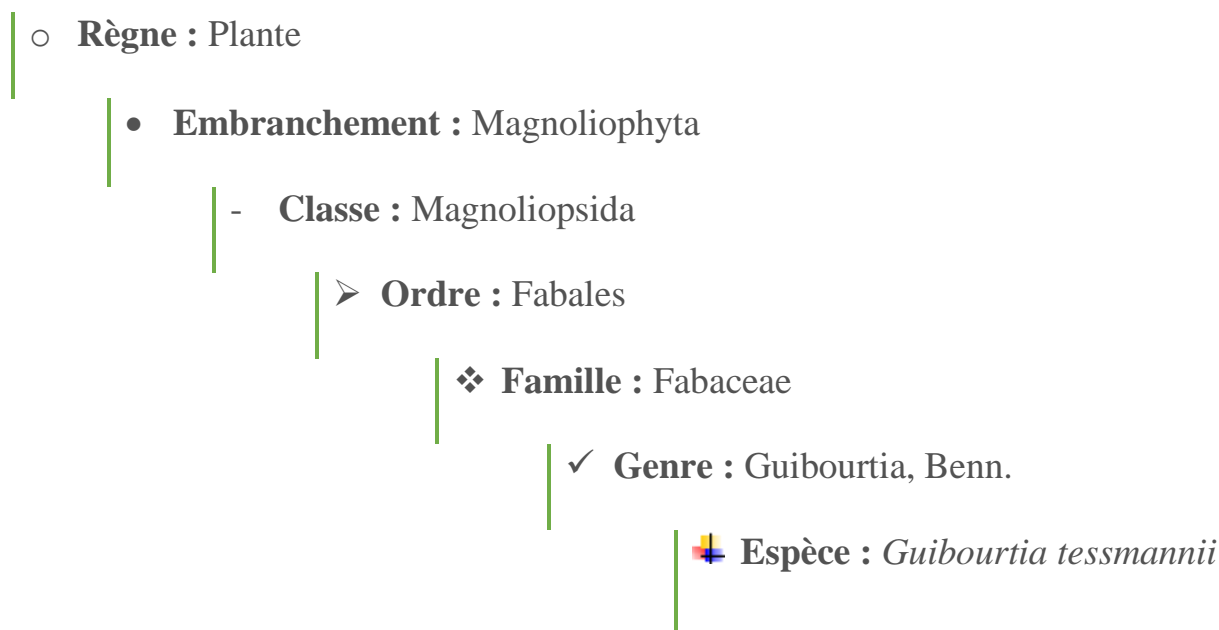 ○ Règne : Plante
• Embranchement : Magnoliophyta
- Classe : Magnoliopsida
➢ Ordre : Fabales
❖ Famille : Fabaceae
✓ Genre : Guibourtia, Benn.
Espèce : Guibourtia tessmannii